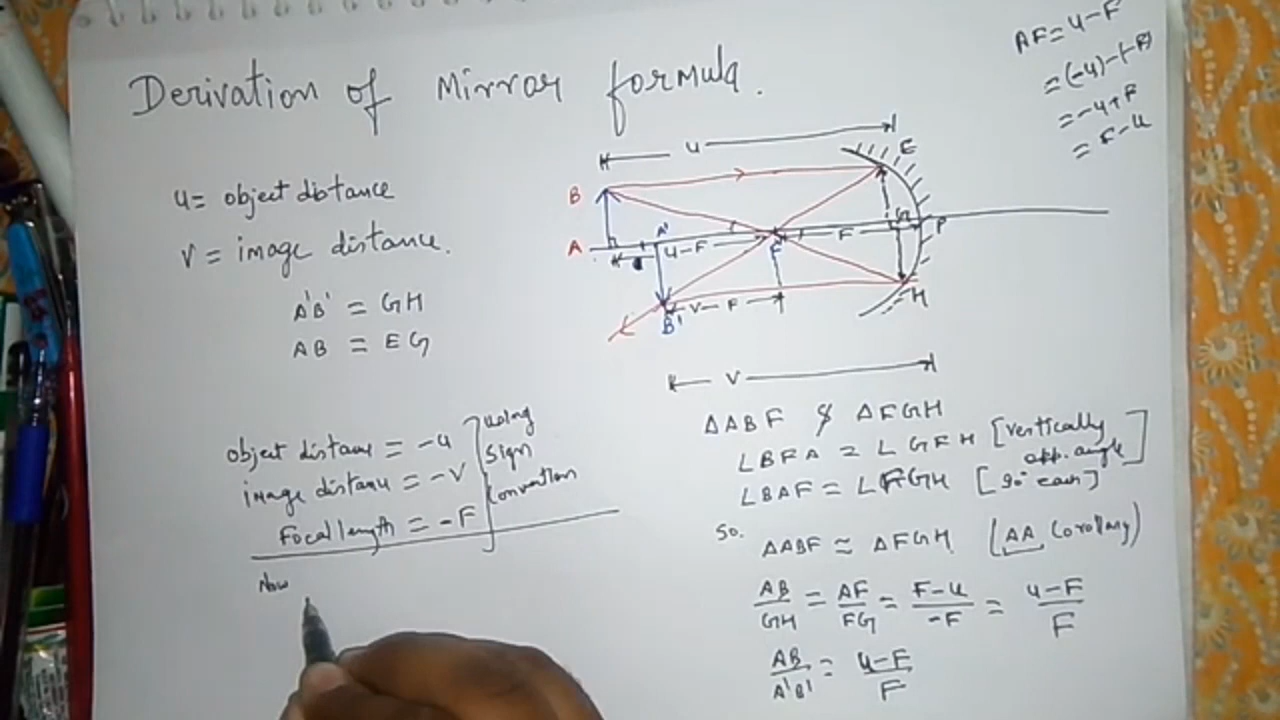 Derivation of Mirror formula.
u= object distance
v = image distance.
A'B' = GH
AB = EG
object distance = -u
image distance = -v
Focal length = -F
using
sign
convention
Now
AF= u-F
= (-u)-(-F)
= -u+F
= F-u
u
E
B
A
A'
u-F
F
F
G
P
v-F
B'
H
v
ΔABF & ΔFGH
∠BFA = ∠GFH [vertically
opp. angle]
∠BAF = ∠FGH [90° each]
So.
ΔABF ≈ ΔFGH (AA Corollary)
AB/GH = AF/FG = F-u/-F = u-F/F
AB/A'B' = u-F/F